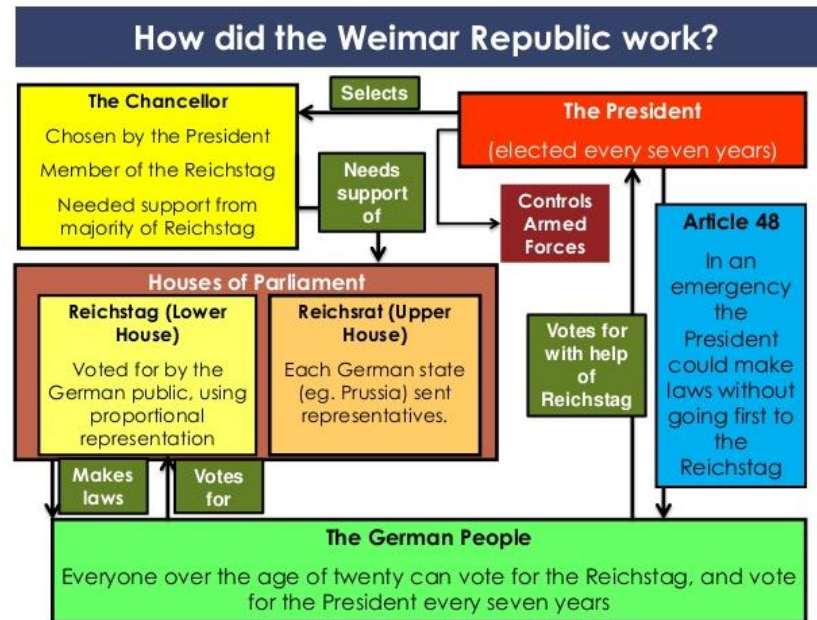 How did the Weimar Republic work?
The Chancellor
Chosen by the President
Member of the Reichstag
Needed support from
majority of Reichstag
Selects
The President
(elected every seven years)
Needs
support
of
Controls
Armed
Forces
Article 48
In an
emergency
the
President
could make
laws without
going first to
the
Reichstag
Houses of Parliament
Reichstag (Lower
House)
Voted for by the
German public, using
proportional
representation
Reichsrat (Upper
House)
Each German state
(eg. Prussia) sent
representatives.
Votes for
with help
of
Reichstag
Makes
laws
Votes
for
The German People
Everyone over the age of twenty can vote for the Reichstag, and vote
for the President every seven years